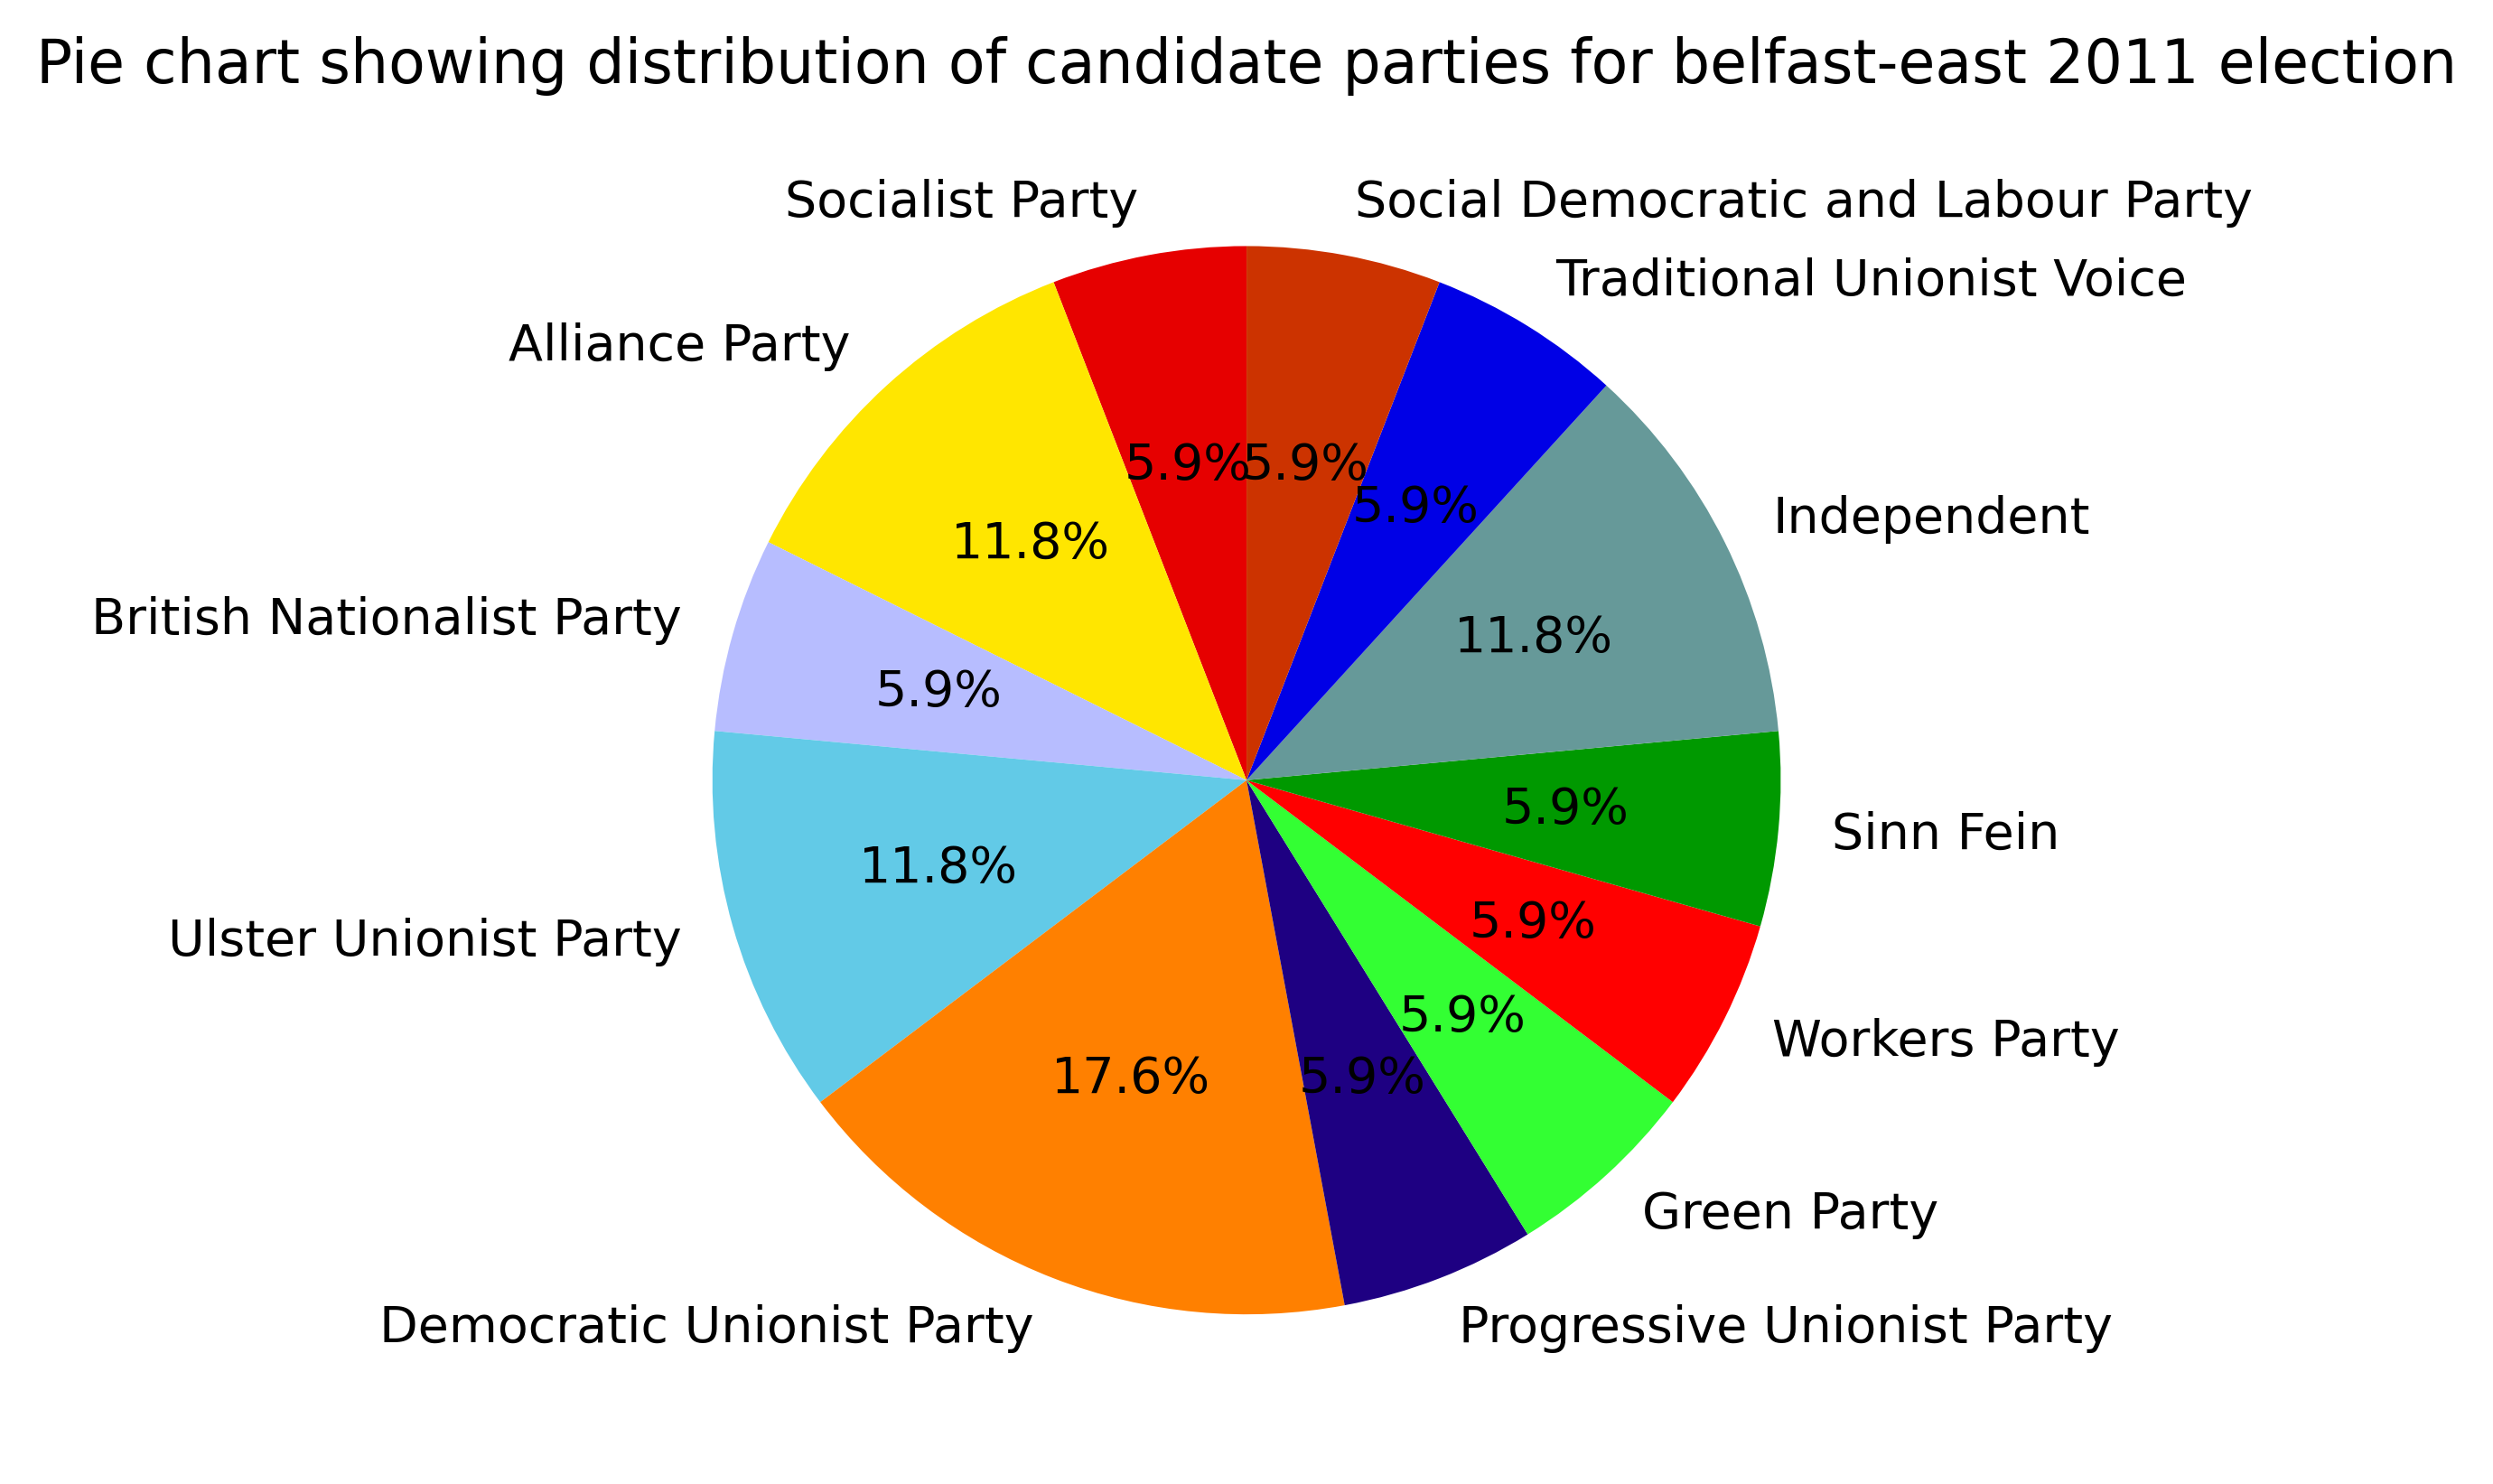 Pie chart showing distribution of candidate parties for belfast-east 2011 election
Socialist Party
Social Democratic and Labour Party
Traditional Unionist Voice
Alliance Party
5.9%
5.9%
5.9%
Independent
11.8%
British Nationalist Party
11.8%
5.9%
5.9%
Sinn Fein
11.8%
5.9%
Ulster Unionist Party
5.9%
Workers Party
17.6%
5.9%
Green Party
Democratic Unionist Party
Progressive Unionist Party